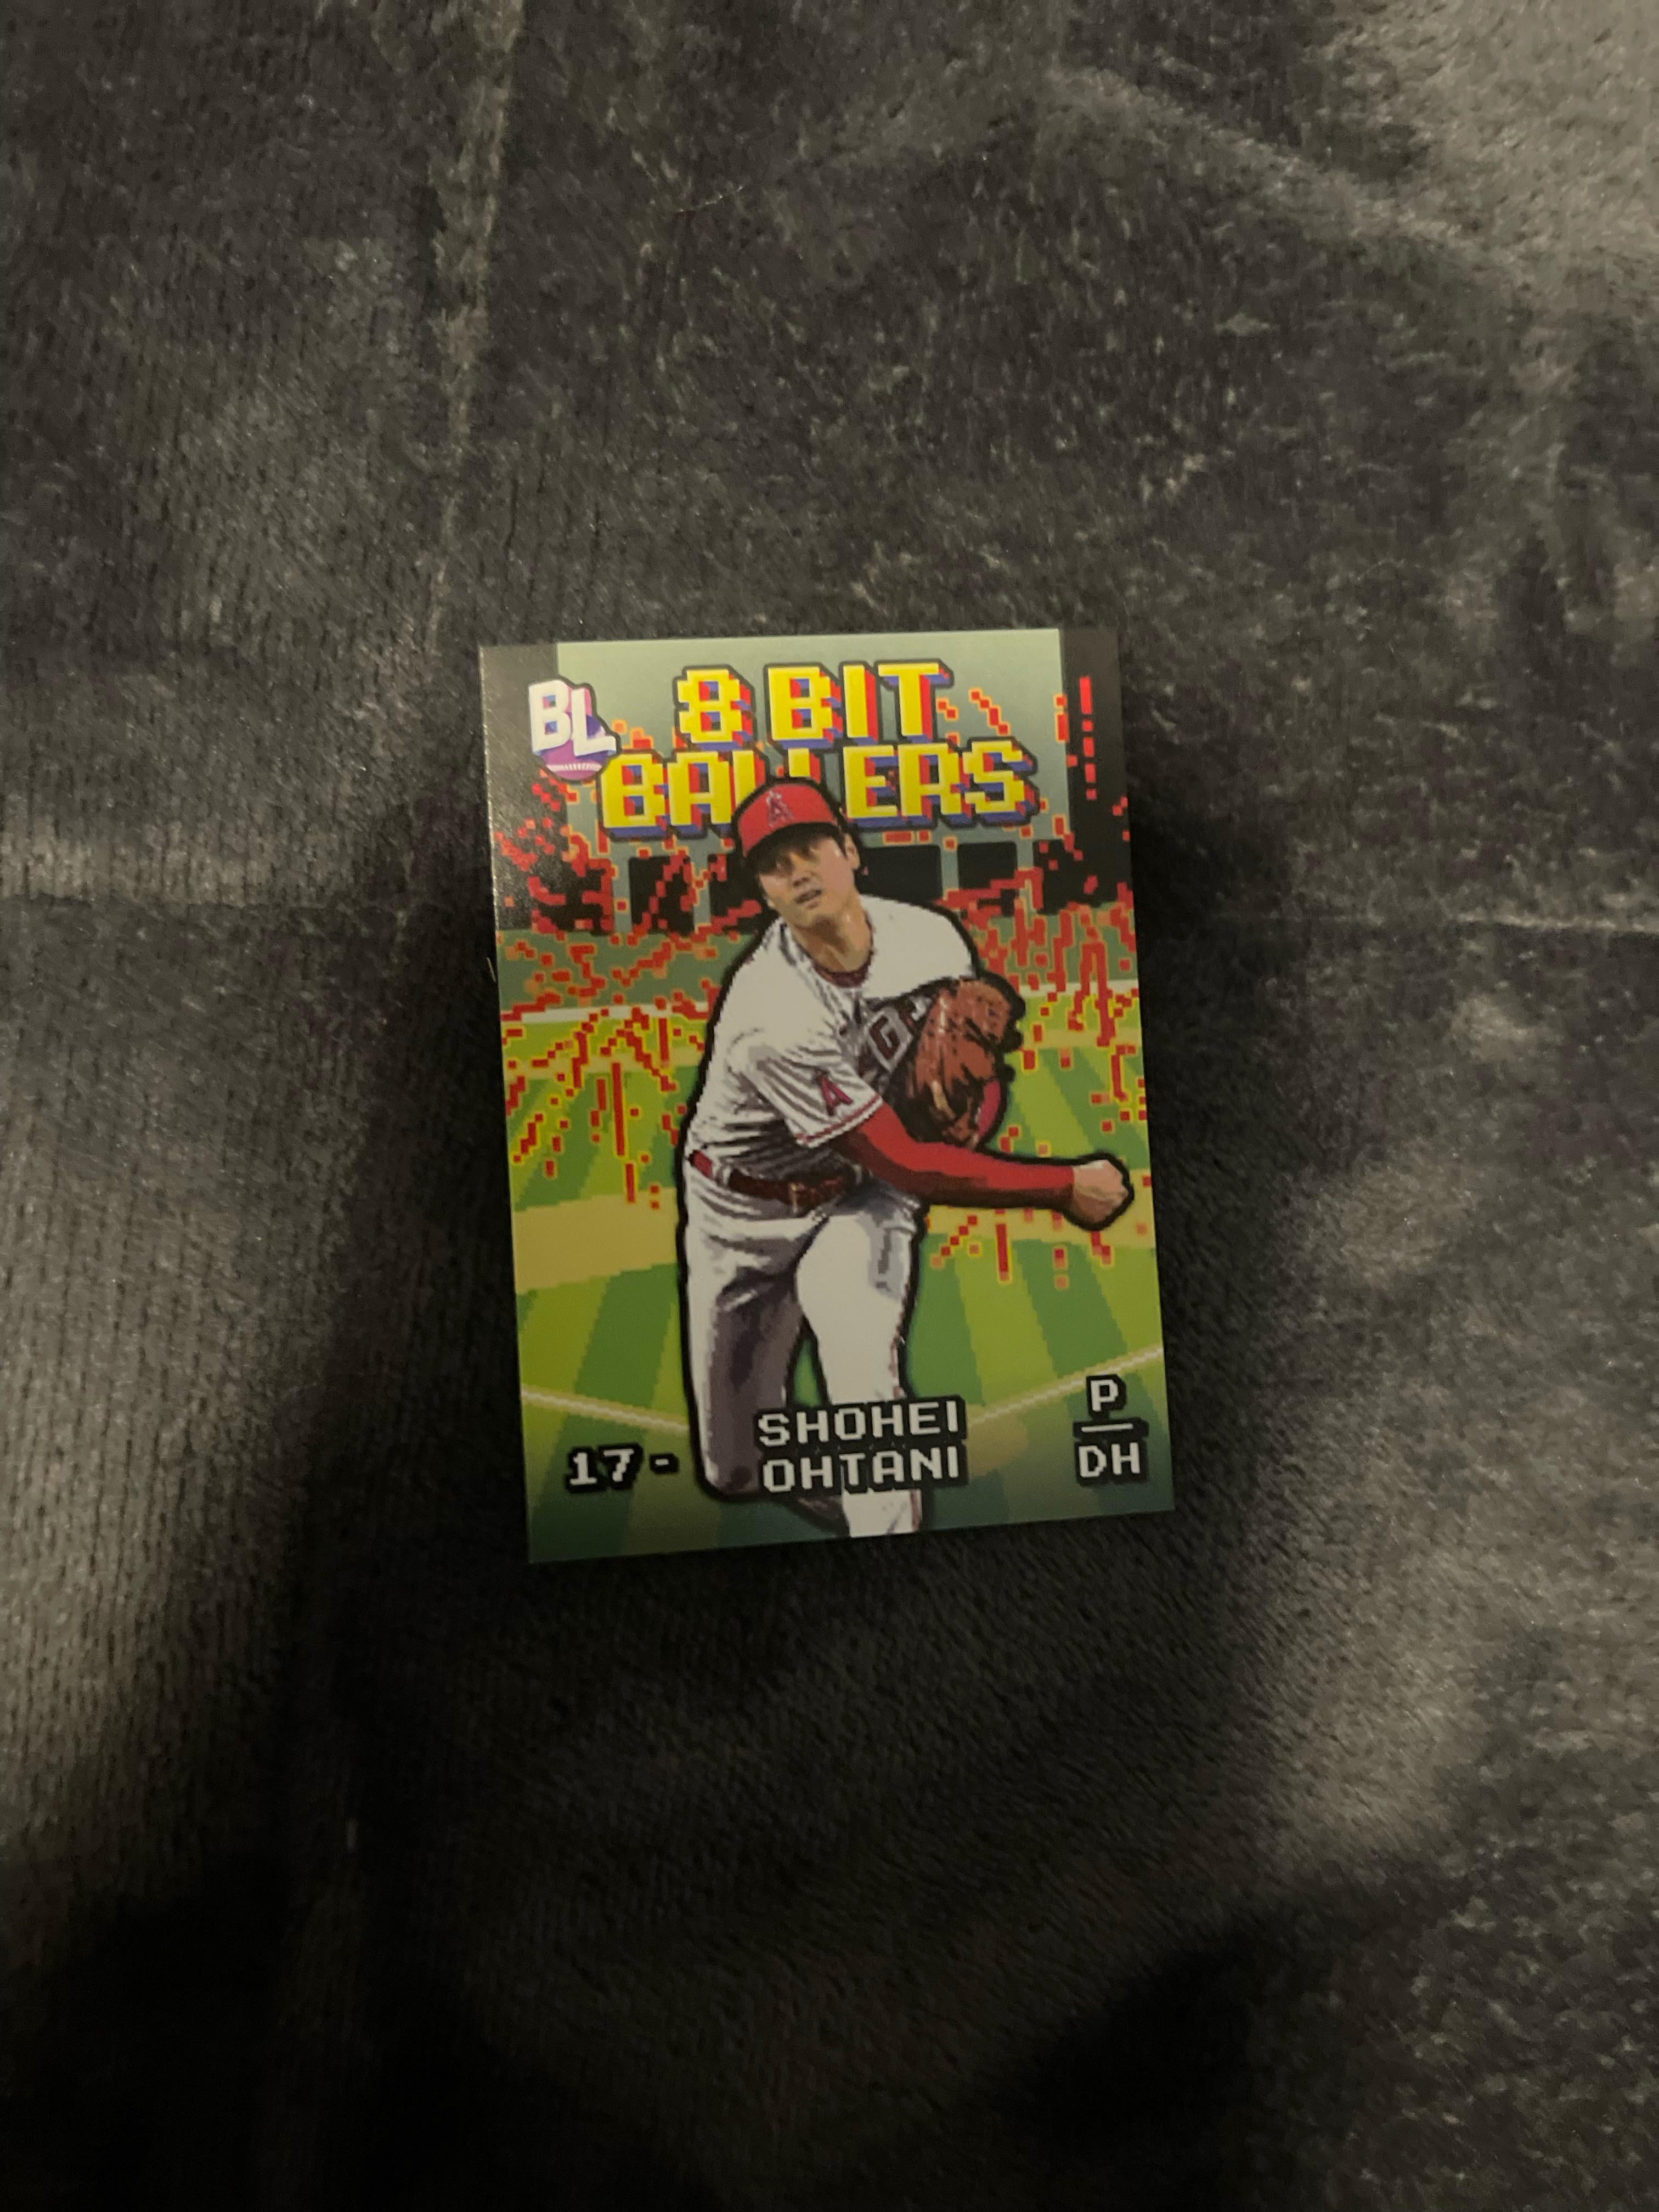 BL
8 BIT
BALLERS
A
A
SHOHEI
17- OHTANI
P
DH